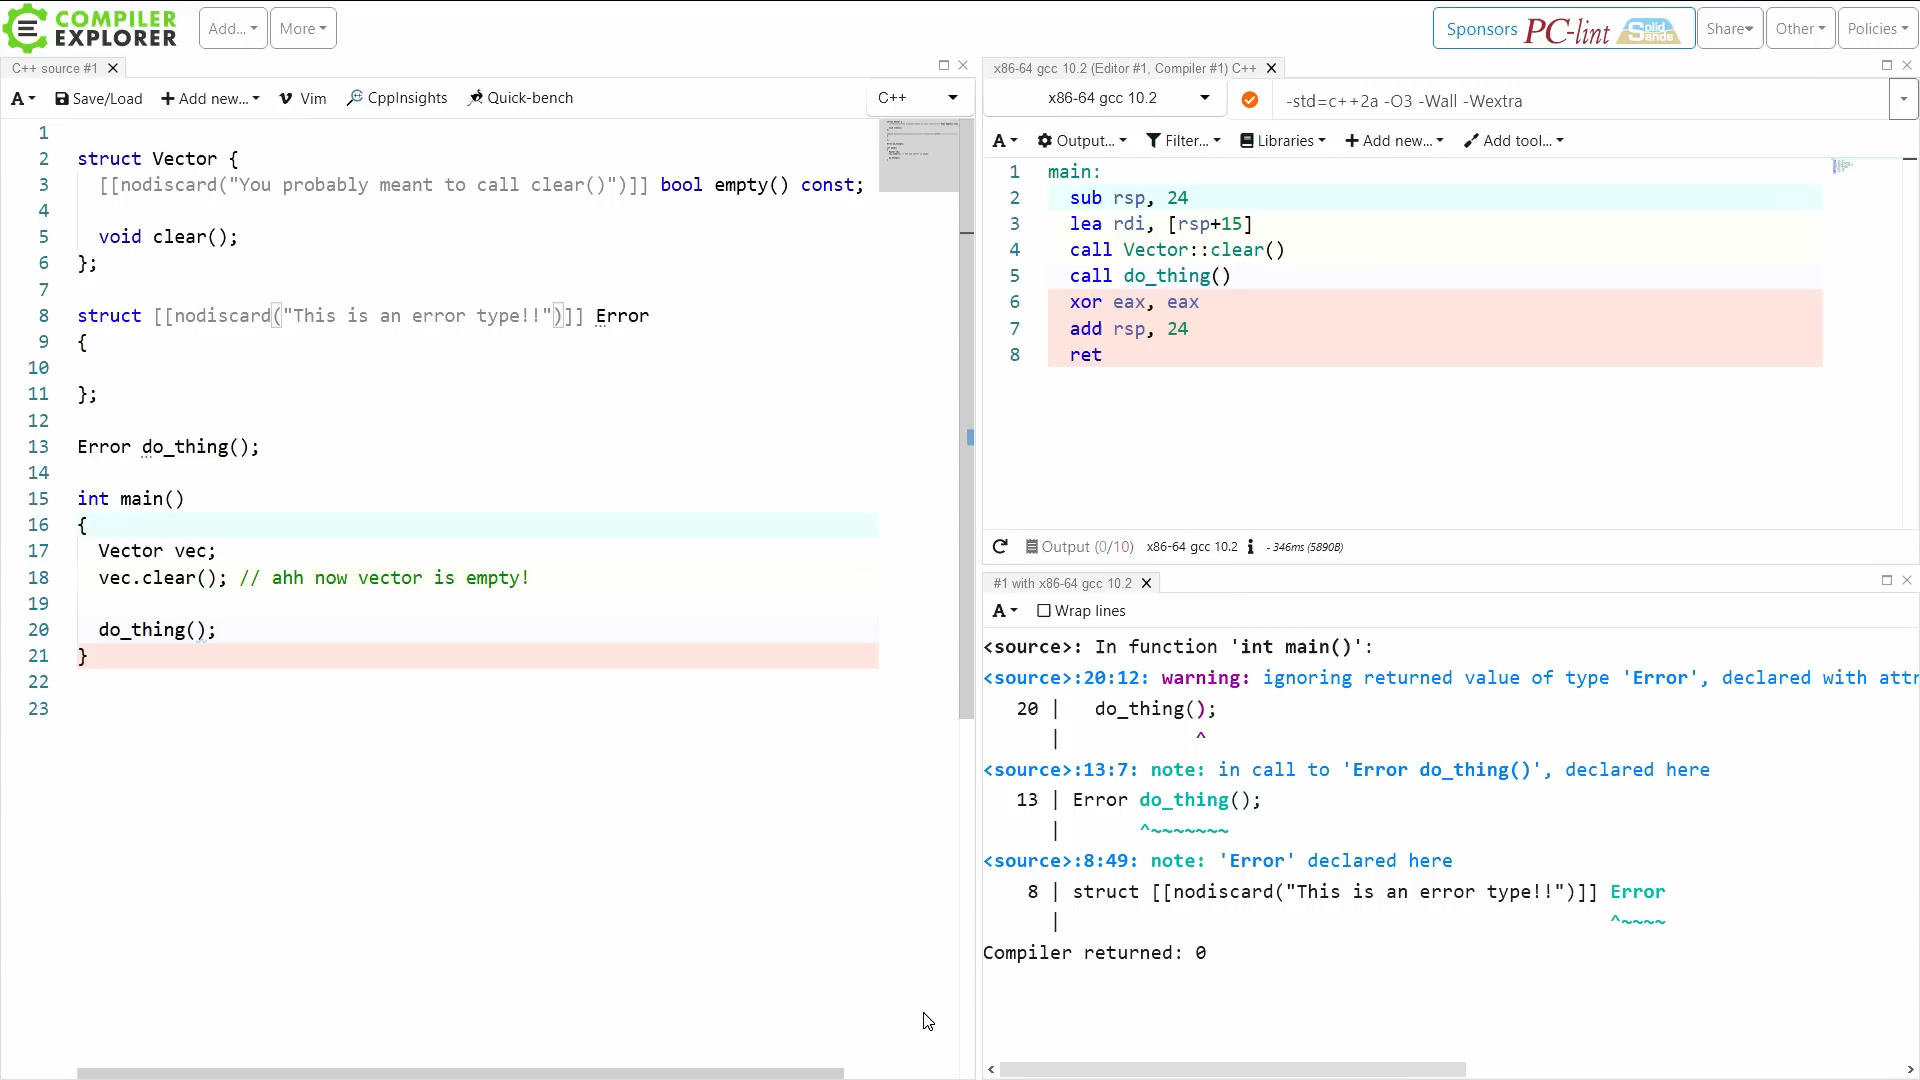 COMPILER
EXPLORER
Add...
More
Sponsors PC-lint Solid Sands
Share
Other
Policies
C++ source #1
A
Save/Load
Add new...
Vim
CppInsights
Quick-bench
C++
1
2 struct Vector {
3 [[nodiscard("You probably meant to call clear()")]] bool empty() const;
4
5 void clear();
6 };
7
8 struct [[nodiscard("This is an error type!!")]] Error
9 {
10
11 };
12
13 Error do_thing();
14
15 int main()
16 {
17 Vector vec;
18 vec.clear(); // ahh now vector is empty!
19
20 do_thing();
21 }
22
23
x86-64 gcc 10.2 (Editor #1, Compiler #1) C++
x86-64 gcc 10.2
-std=c++2a -O3 -Wall -Wextra
A
Output...
Filter...
Libraries
Add new...
Add tool...
1 main:
2 sub rsp, 24
3 lea rdi, [rsp+15]
4 call Vector::clear()
5 call do_thing()
6 xor eax, eax
7 add rsp, 24
8 ret
Output (0/10) x86-64 gcc 10.2 i - 346ms (5890B)
#1 with x86-64 gcc 10.2
A
Wrap lines
<source>: In function 'int main()':
<source>:20:12: warning: ignoring returned value of type 'Error', declared with attr
20 | do_thing();
| ^
<source>:13:7: note: in call to 'Error do_thing()', declared here
13 | Error do_thing();
| ^~~~~~~~
<source>:8:49: note: 'Error' declared here
8 | struct [[nodiscard("This is an error type!!")]] Error
| ^~~~~
Compiler returned: 0